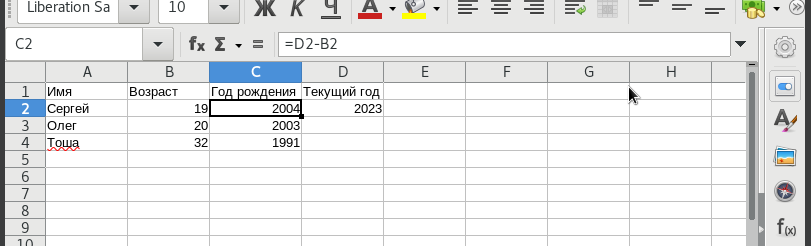 Liberation Sa 10 Ж К Ч A
C2 fx Σ = =D2-B2
A B C D E F G H
1 Имя Возраст Год рождения Текущий год
2 Сергей 19 2004 2023
3 Олег 20 2003
4 Тоша 32 1991
5
6
7
8
9
10
f(x)